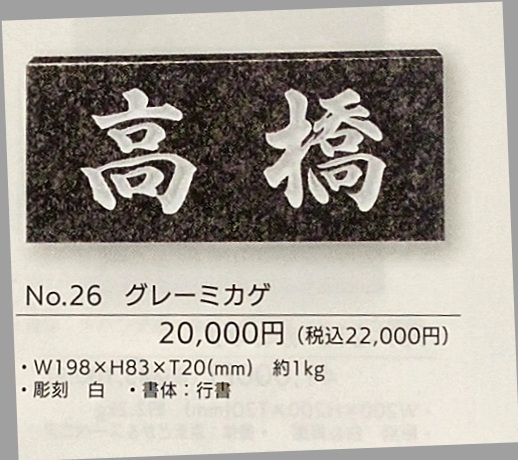 高橋
No.26 グレーミカゲ
20,000円（税込22,000円）
・W198×H83×T20(mm) 約1kg
・彫刻 白 ・書体：行書